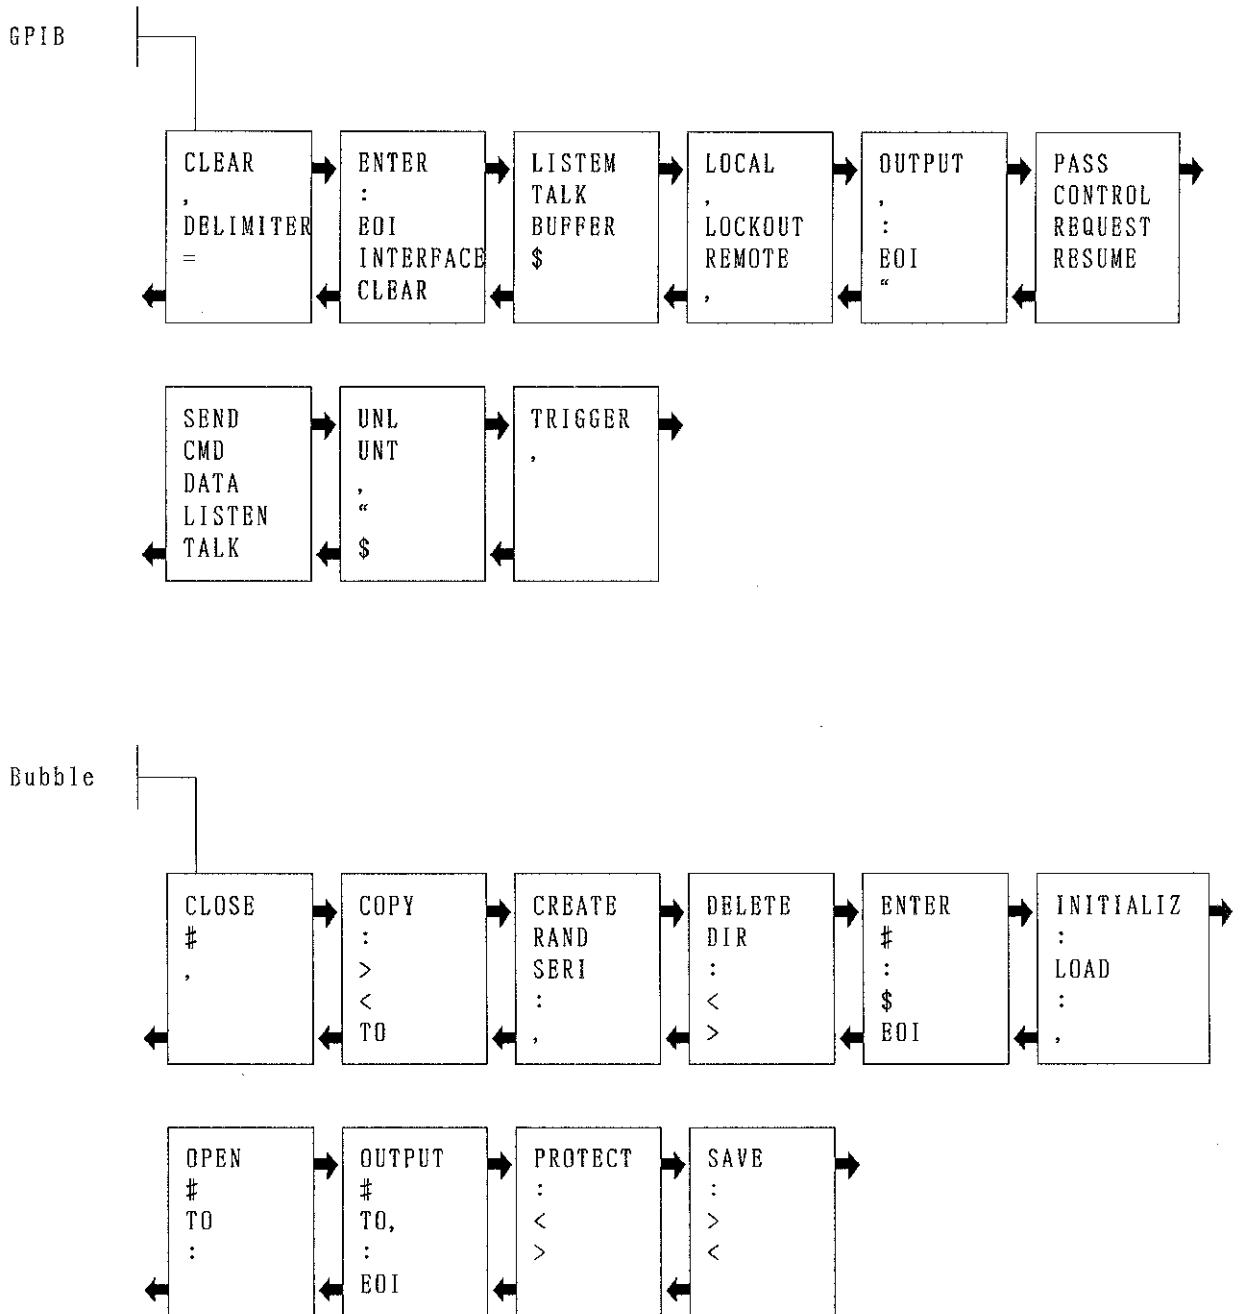 GPIB
CLEAR
,
DELIMITER
=
ENTER
:
EOI
INTERFACE
CLEAR
LISTEM
TALK
BUFFER
$
LOCAL
,
LOCKOUT
REMOTE
,
OUTPUT
,
:
EOI
“
PASS
CONTROL
REQUEST
RESUME
SEND
CMD
DATA
LISTEN
TALK
UNL
UNT
,
“
$
TRIGGER
,
Bubble
CLOSE
#
,
COPY
:
>
<
TO
CREATE
RAND
SERI
:
,
DELETE
DIR
:
<
>
ENTER
#
:
$
EOI
INITIALIZ
:
LOAD
:
,
OPEN
#
TO
:
OUTPUT
#
TO,
:
EOI
PROTECT
:
<
>
SAVE
:
>
<